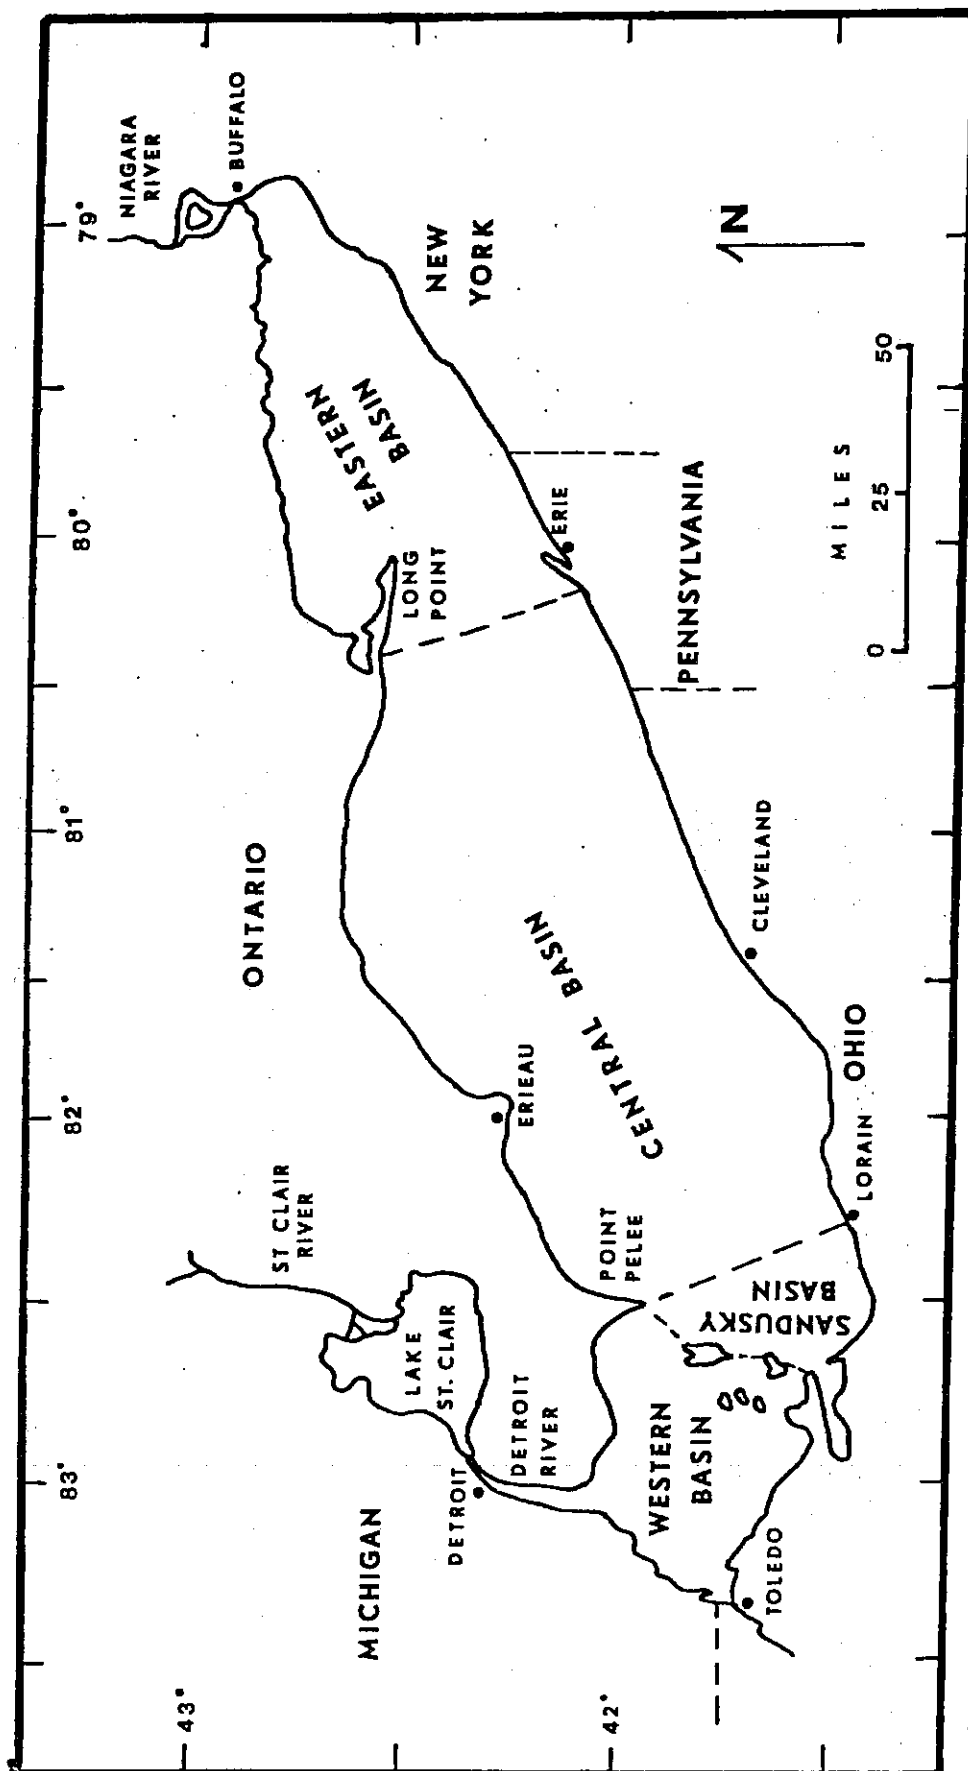 79°
80°
81°
82°
83°
43°
42°
NIAGARA
RIVER
BUFFALO
NEW
YORK
N
EASTERN
BASIN
LONG
POINT
ERIE
PENNSYLVANIA
MILES
0
25
50
ONTARIO
CENTRAL BASIN
CLEVELAND
ERIEAU
OHIO
LORAIN
ST CLAIR
RIVER
POINT
PELEE
SANDUSKY
BASIN
LAKE
ST. CLAIR
DETROIT
RIVER
DETROIT
MICHIGAN
WESTERN
BASIN
TOLEDO